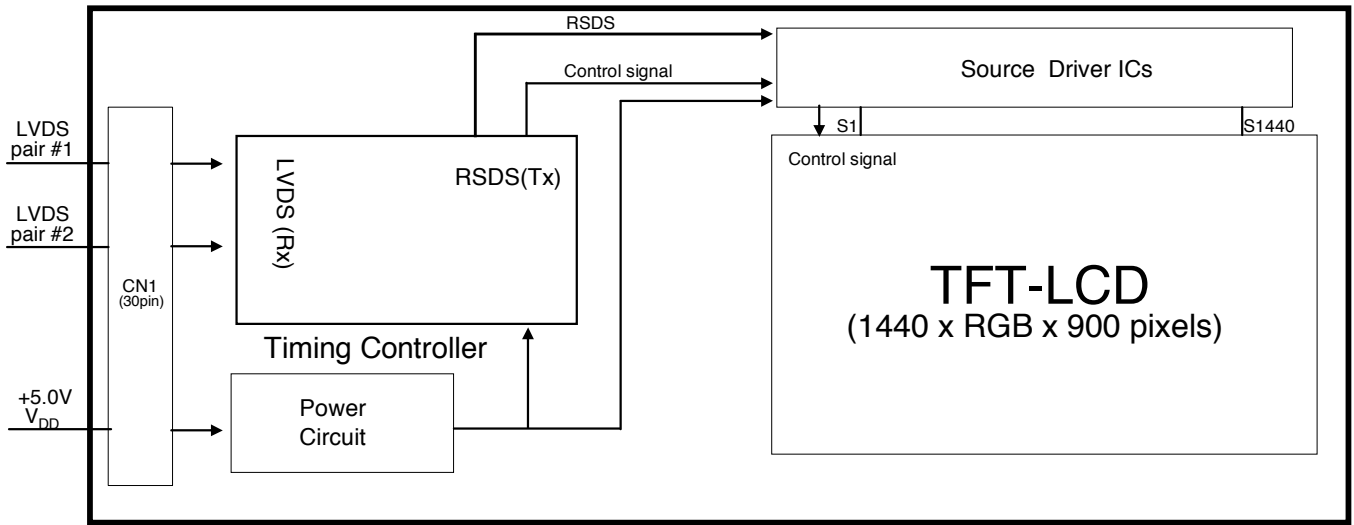 RSDS
Control signal
Source Driver ICs
S1
S1440
LVDS
pair #1
LVDS
pair #2
CN1
(30pin)
LVDS (Rx)
RSDS(Tx)
Timing Controller
Control signal
TFT-LCD
(1440 x RGB x 900 pixels)
+5.0V
VDD
Power
Circuit